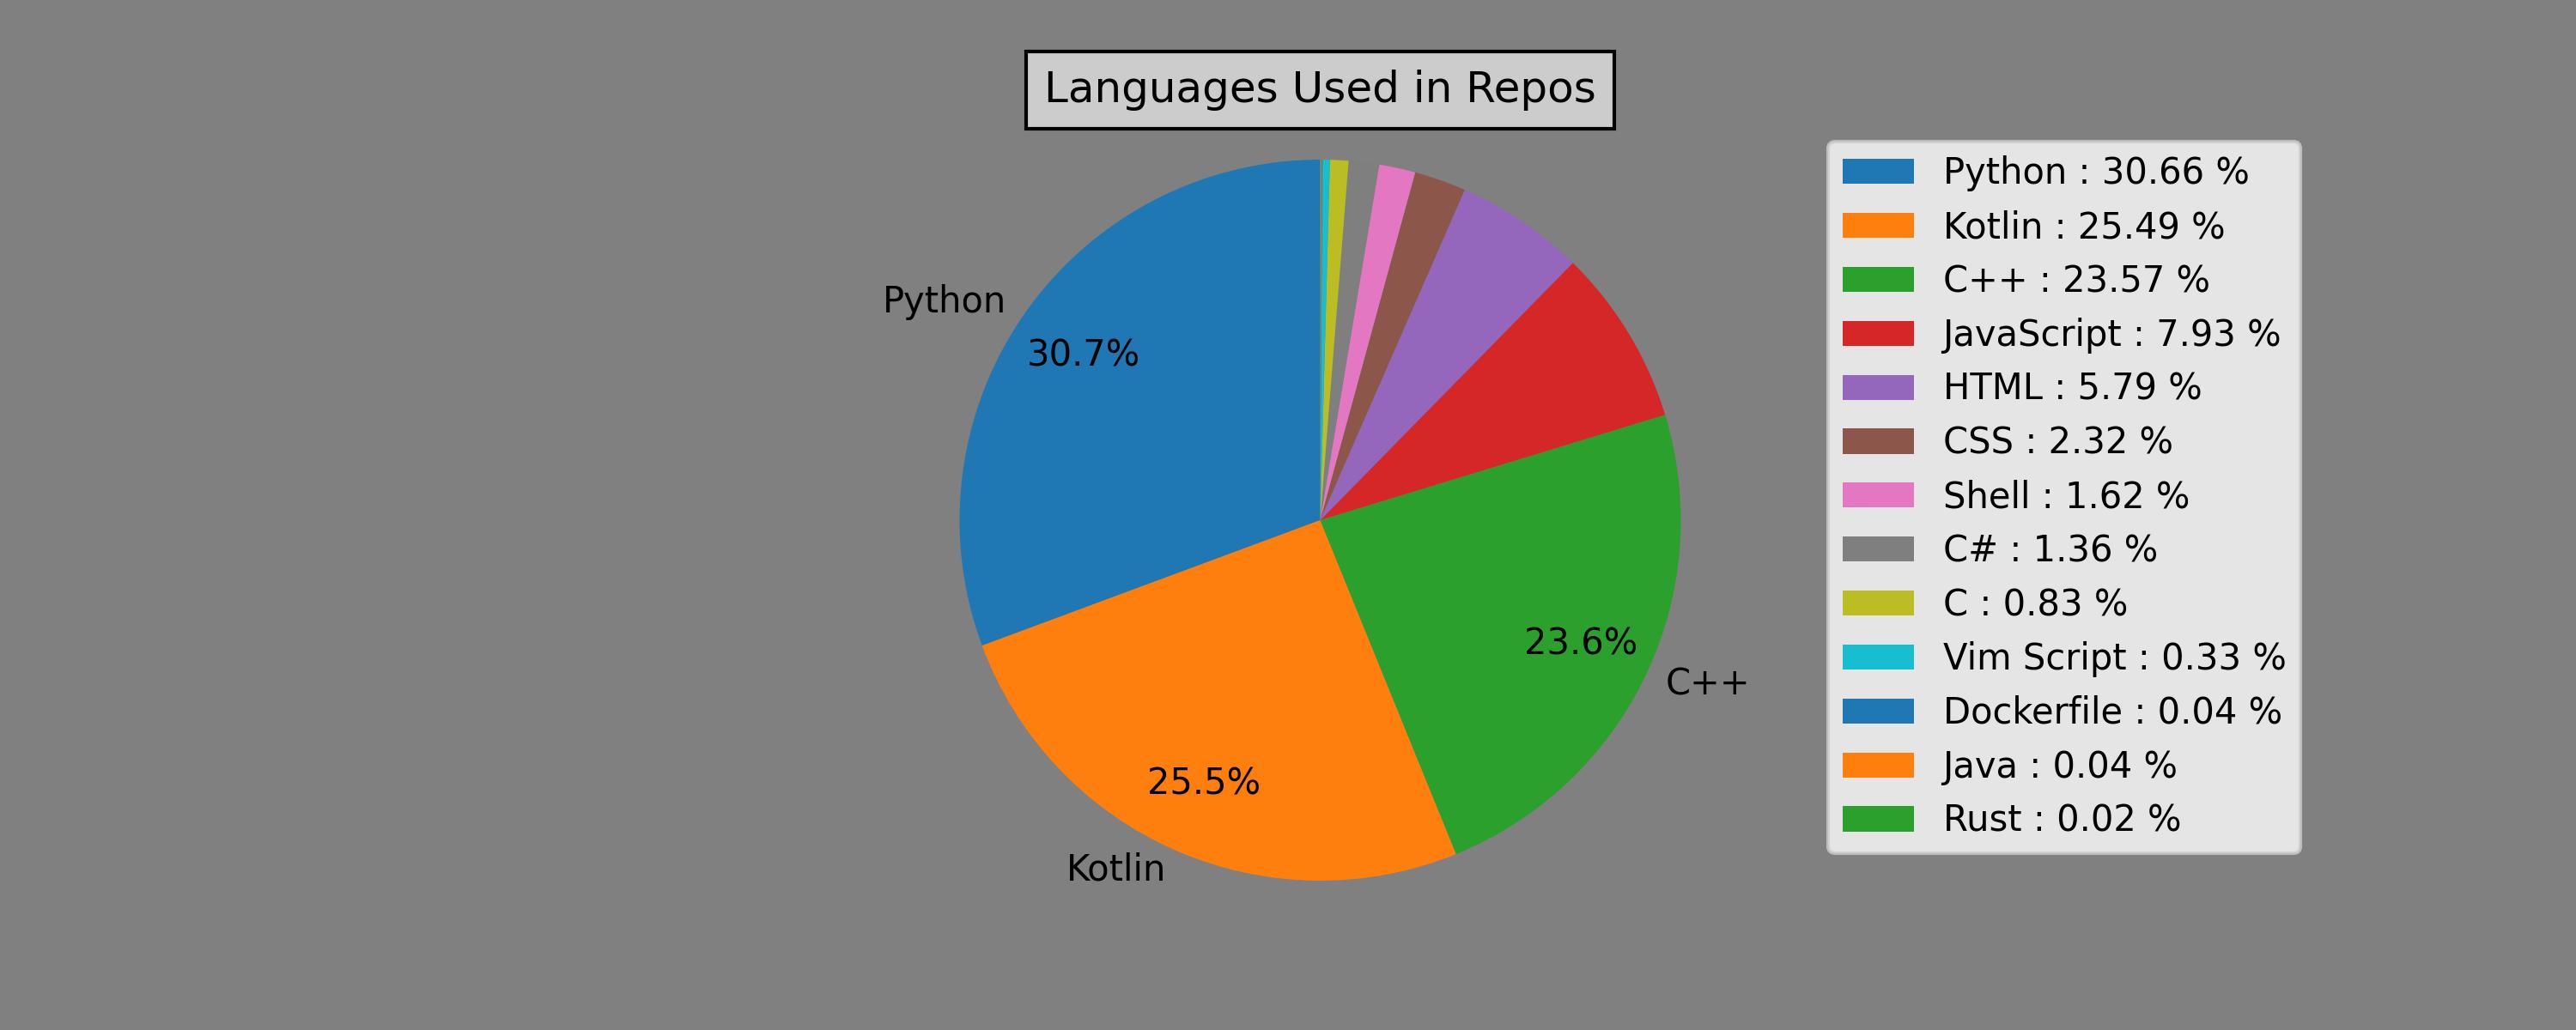 Languages Used in Repos
Python
30.7%
25.5%
Kotlin
23.6%
C++
Python : 30.66 %
Kotlin : 25.49 %
C++ : 23.57 %
JavaScript : 7.93 %
HTML : 5.79 %
CSS : 2.32 %
Shell : 1.62 %
C# : 1.36 %
C : 0.83 %
Vim Script : 0.33 %
Dockerfile : 0.04 %
Java : 0.04 %
Rust : 0.02 %